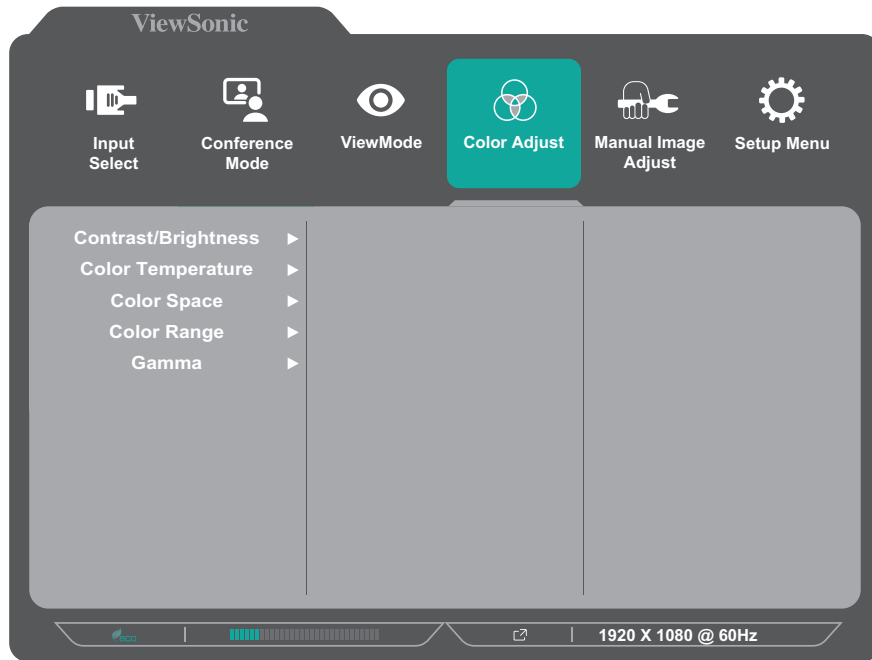 ViewSonic
Input
Select
Conference
Mode
ViewMode
Color Adjust
Manual Image
Adjust
Setup Menu
Contrast/Brightness
Color Temperature
Color Space
Color Range
Gamma
eco
1920 X 1080 @ 60Hz